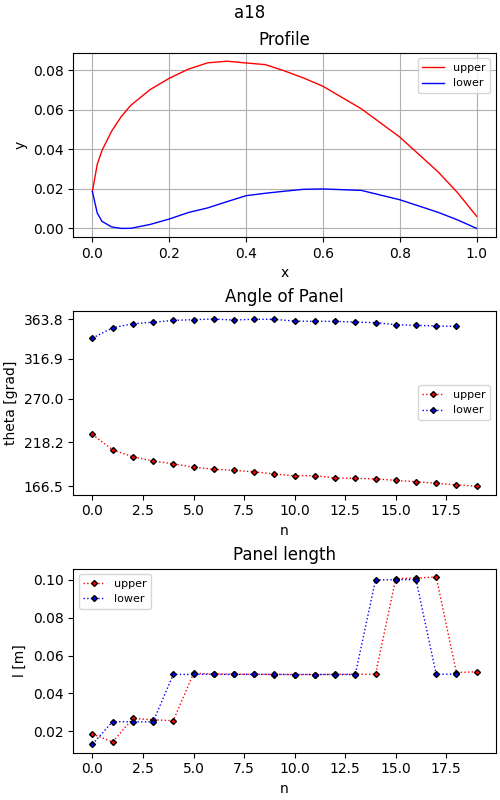 a18
Profile
0.08
0.06
0.04
0.02
0.00
y
upper
lower
0.0 0.2 0.4 0.6 0.8 1.0
x
Angle of Panel
363.8
316.9
270.0
218.2
166.5
theta [grad]
upper
lower
0.0 2.5 5.0 7.5 10.0 12.5 15.0 17.5
n
Panel length
0.10
0.08
0.06
0.04
0.02
l [m]
upper
lower
0.0 2.5 5.0 7.5 10.0 12.5 15.0 17.5
n